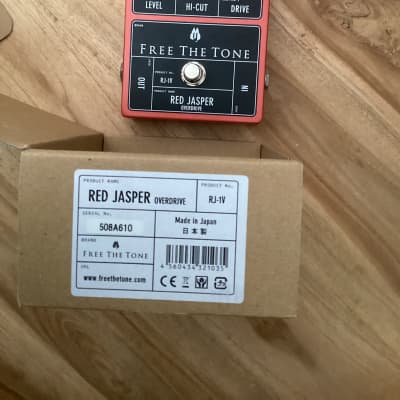 LEVEL HI-CUT DRIVE
BRAND
FREE THE TONE
PRODUCT No.
RJ-1V
OUT
IN
PRODUCT NAME
RED JASPER
OVERDRIVE
PRODUCT NAME
RED JASPER OVERDRIVE
PRODUCT No.
RJ-1V
SERIAL No.
508A610
Made in Japan
日本製
BRAND
FREE THE TONE
URL
www.freethetone.com
4 560434 321035
CE